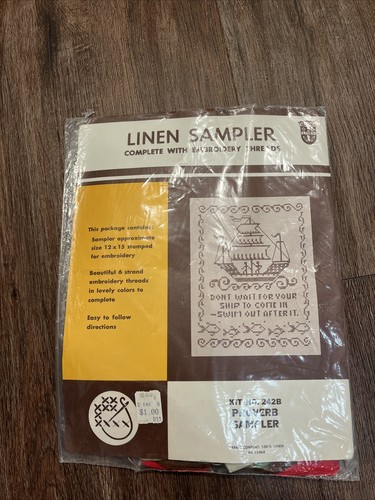 LINEN SAMPLER
COMPLETE WITH EMBROIDERY THREADS
This package contains:
Sampler approximate
size 12 x 15 stamped
for embroidery
Beautiful 6 strand
embroidery threads
in lovely colors to
complete
Easy to follow
directions
DON'T WAIT FOR YOUR
SHIP TO COME IN
—SWIM OUT AFTER IT.
KIT NO. 242B
PROVERB
SAMPLER
$1.00